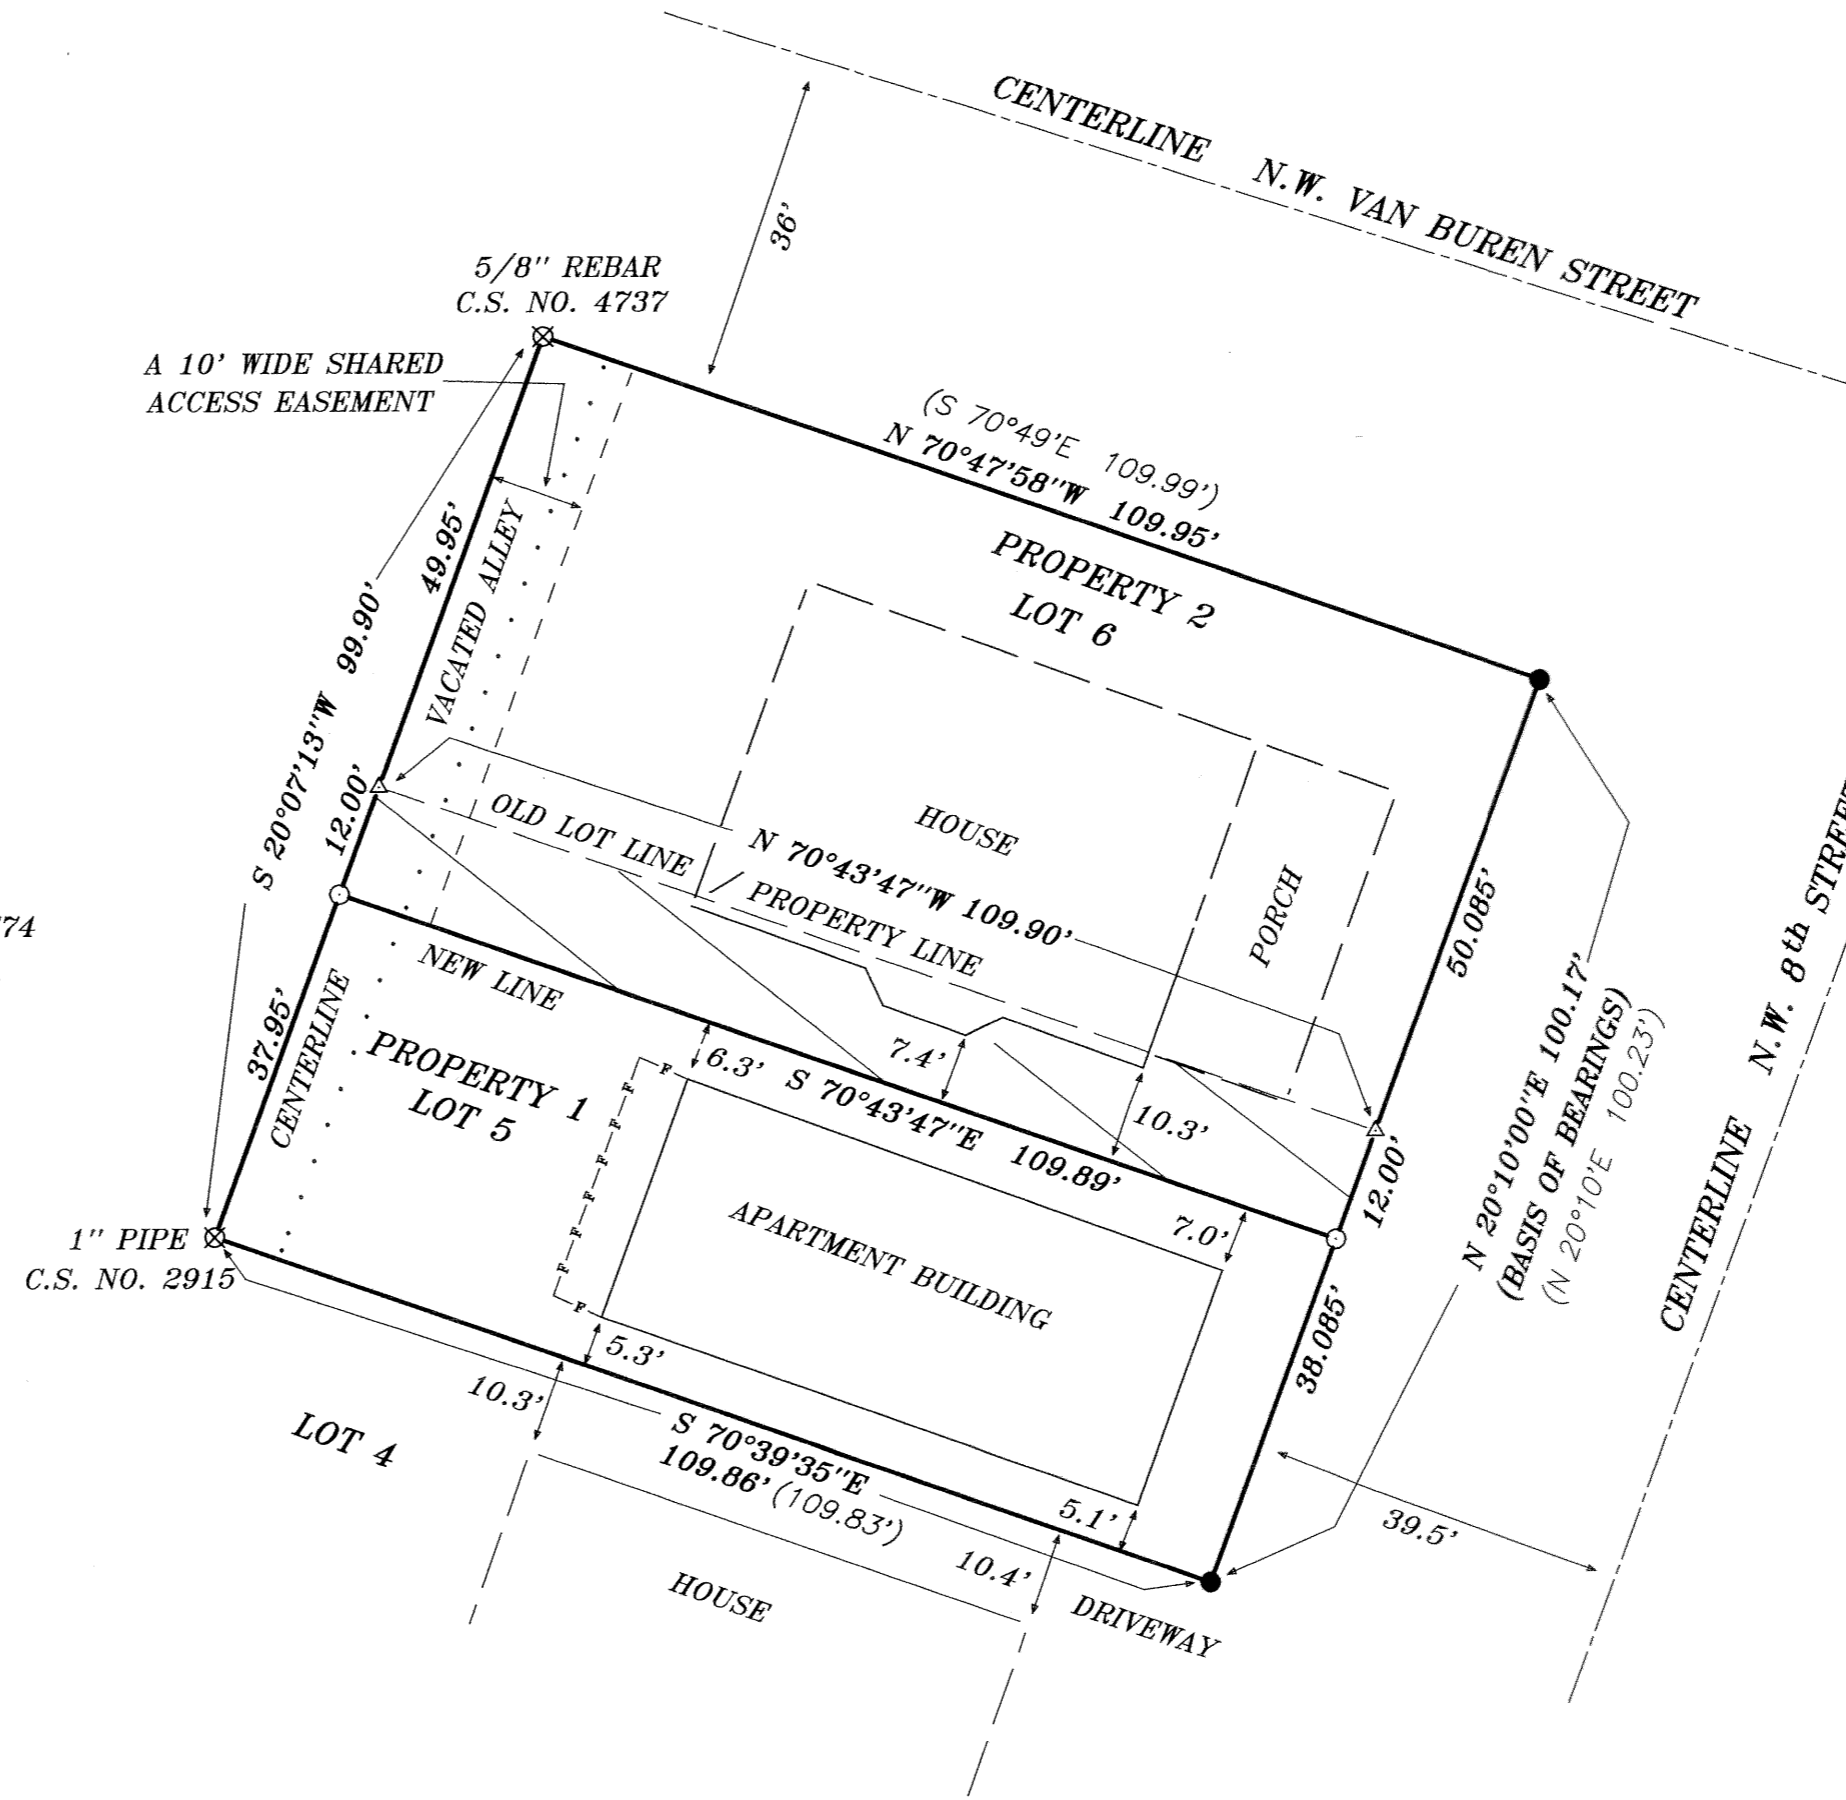 CENTERLINE N.W. VAN BUREN STREET
36'
5/8" REBAR
C.S. NO. 4737
A 10' WIDE SHARED
ACCESS EASEMENT
(S 70°49'E 109.99')
N 70°47'58"W 109.95'
PROPERTY 2
LOT 6
49.95'
VACATED ALLEY
S 20°07'13"W 99.90'
12.00'
OLD LOT LINE / PROPERTY LINE
HOUSE
N 70°43'47"W 109.90'
PORCH
50.085'
N.W. 8th STREET
CENTERLINE
74
NEW LINE
37.95'
CENTERLINE
PROPERTY 1
LOT 5
6.3'
7.4'
S 70°43'47"E 109.89'
10.3'
12.00'
N 20°10'00"E 100.17'
(BASIS OF BEARINGS)
(N 20°10'E 100.23')
F F F F F F F F
7.0'
APARTMENT BUILDING
1" PIPE
C.S. NO. 2915
5.3'
10.3'
38.085'
LOT 4
S 70°39'35"E
109.86' (109.83')
5.1'
39.5'
10.4'
HOUSE
DRIVEWAY